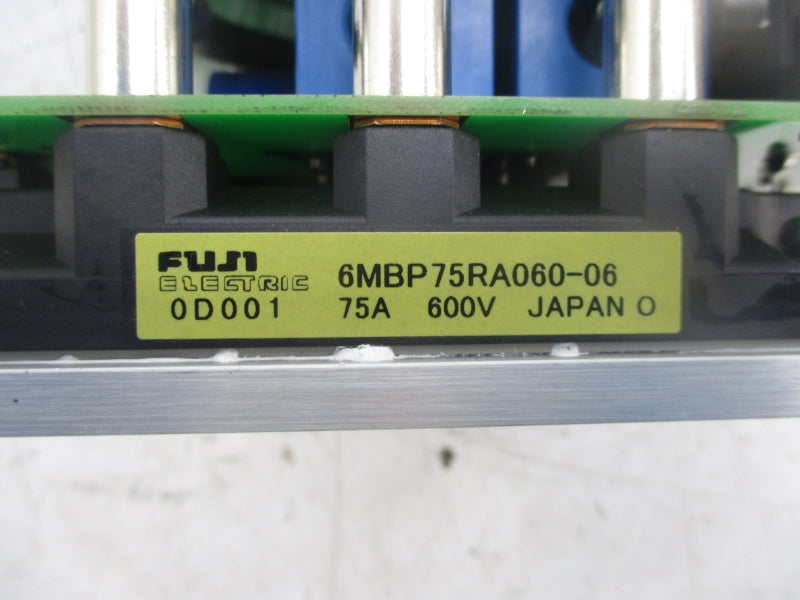 FUJI
ELECTRIC 6MBP75RA060-06
0D001 75A 600V JAPAN O